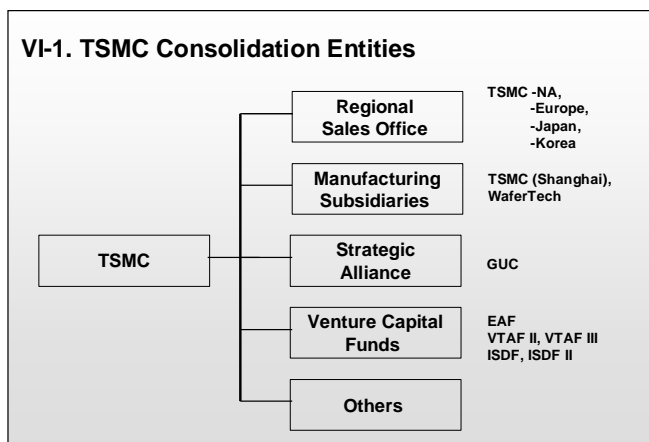 VI-1. TSMC Consolidation Entities
TSMC
Regional
Sales Office
TSMC -NA,
-Europe,
-Japan,
-Korea
Manufacturing
Subsidiaries
TSMC (Shanghai),
WaferTech
Strategic
Alliance
GUC
Venture Capital
Funds
EAF
VTAF II, VTAF III
ISDF, ISDF II
Others